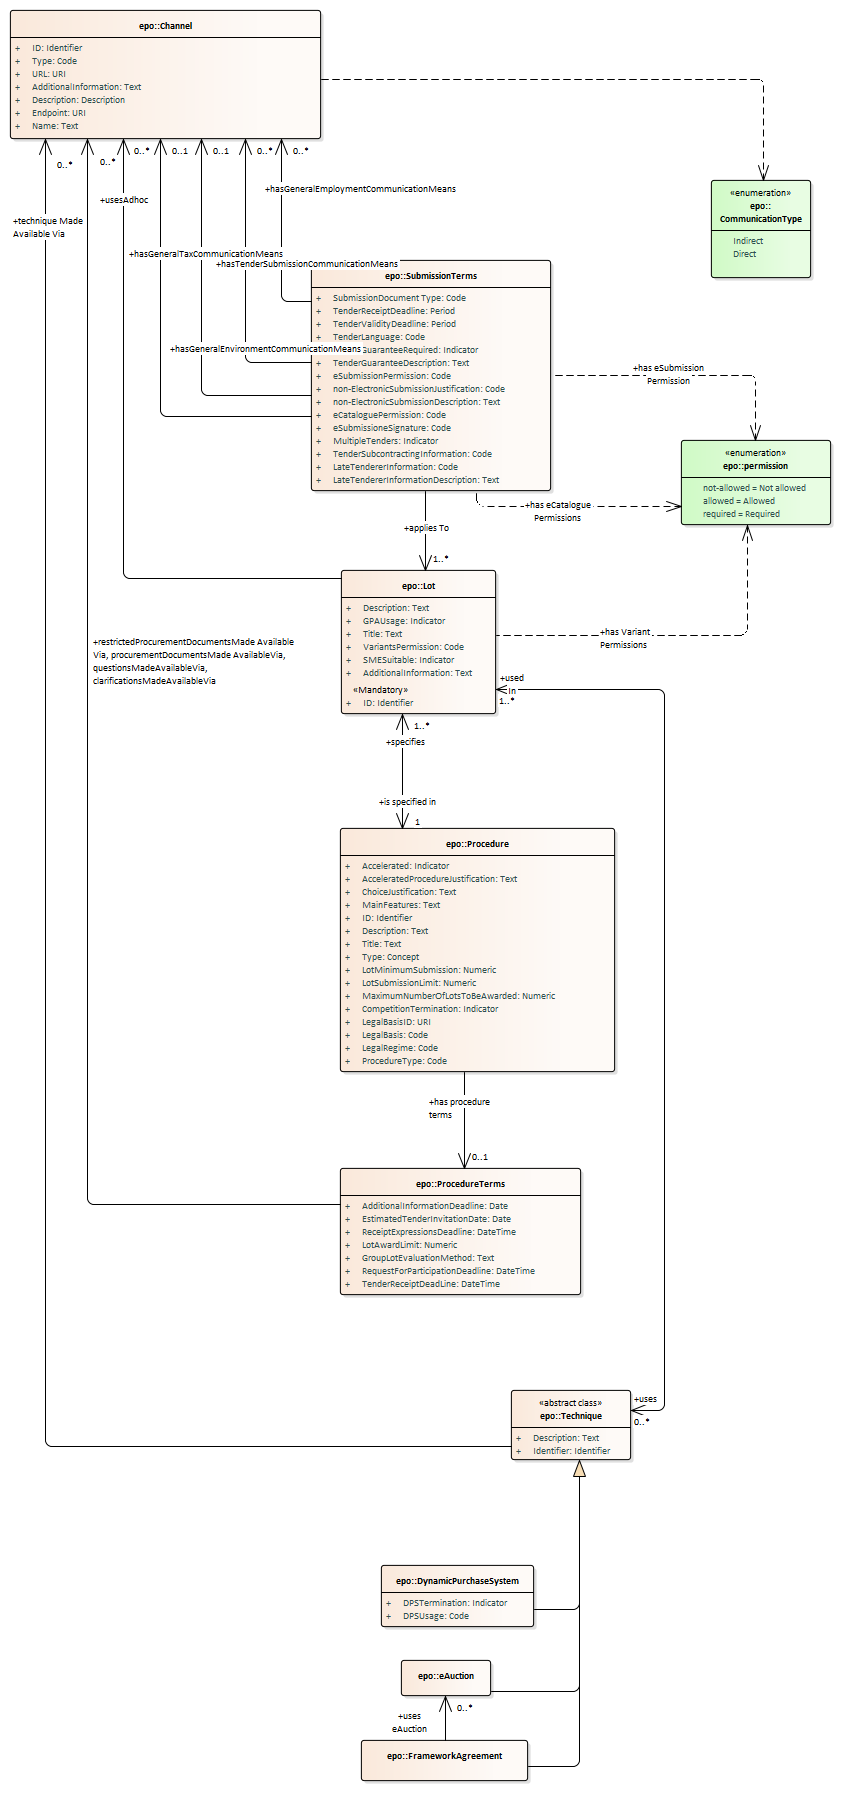 epo::Channel
+ ID: Identifier
+ Type: Code
+ URL: URI
+ AdditionalInformation: Text
+ Description: Description
+ Endpoint: URI
+ Name: Text
0..*
0..*
0..*
0..1
0..1
0..*
0..*
+hasGeneralEmploymentCommunicationMeans
+usesAdhoc
+technique Made
Available Via
+hasGeneralTaxCommunicationMeans
+hasTenderSubmissionCommunicationMeans
+hasGeneralEnvironmentCommunicationMeans
«enumeration»
epo::
CommunicationType
Indirect
Direct
epo::SubmissionTerms
+ SubmissionDocument Type: Code
+ TenderReceiptDeadline: Period
+ TenderValidityDeadline: Period
+ TenderLanguage: Code
GuaranteeRequired: Indicator
+ TenderGuaranteeDescription: Text
+ eSubmissionPermission: Code
+ non-ElectronicSubmissionJustification: Code
+ non-ElectronicSubmissionDescription: Text
+ eCataloguePermission: Code
+ eSubmissioneSignature: Code
+ MultipleTenders: Indicator
+ TenderSubcontractingInformation: Code
+ LateTendererInformation: Code
+ LateTendererInformationDescription: Text
+has eSubmission
Permission
«enumeration»
epo::permission
not-allowed = Not allowed
allowed = Allowed
required = Required
+has eCatalogue
Permissions
+applies To
1..*
epo::Lot
+ Description: Text
+ GPAUsage: Indicator
+ Title: Text
+ VariantsPermission: Code
+ SMESuitable: Indicator
+ AdditionalInformation: Text
«Mandatory»
+ ID: Identifier
+has Variant
Permissions
+used
In
1..*
+restrictedProcurementDocumentsMade Available
Via, procurementDocumentsMade AvailableVia,
questionsMadeAvailableVia,
clarificationsMadeAvailableVia
1..*
+specifies
+is specified in
1
epo::Procedure
+ Accelerated: Indicator
+ AcceleratedProcedureJustification: Text
+ ChoiceJustification: Text
+ MainFeatures: Text
+ ID: Identifier
+ Description: Text
+ Title: Text
+ Type: Concept
+ LotMinimumSubmission: Numeric
+ LotSubmissionLimit: Numeric
+ MaximumNumberOfLotsToBeAwarded: Numeric
+ CompetitionTermination: Indicator
+ LegalBasisID: URI
+ LegalBasis: Code
+ LegalRegime: Code
+ ProcedureType: Code
+has procedure
terms
0..1
epo::ProcedureTerms
+ AdditionalInformationDeadline: Date
+ EstimatedTenderInvitationDate: Date
+ ReceiptExpressionsDeadline: DateTime
+ LotAwardLimit: Numeric
+ GroupLotEvaluationMethod: Text
+ RequestForParticipationDeadline: DateTime
+ TenderReceiptDeadLine: DateTime
«abstract class»
epo::Technique
+ Description: Text
+ Identifier: Identifier
+uses
0..*
epo::DynamicPurchaseSystem
+ DPSTermination: Indicator
+ DPSUsage: Code
epo::eAuction
0..*
+uses
eAuction
epo::FrameworkAgreement